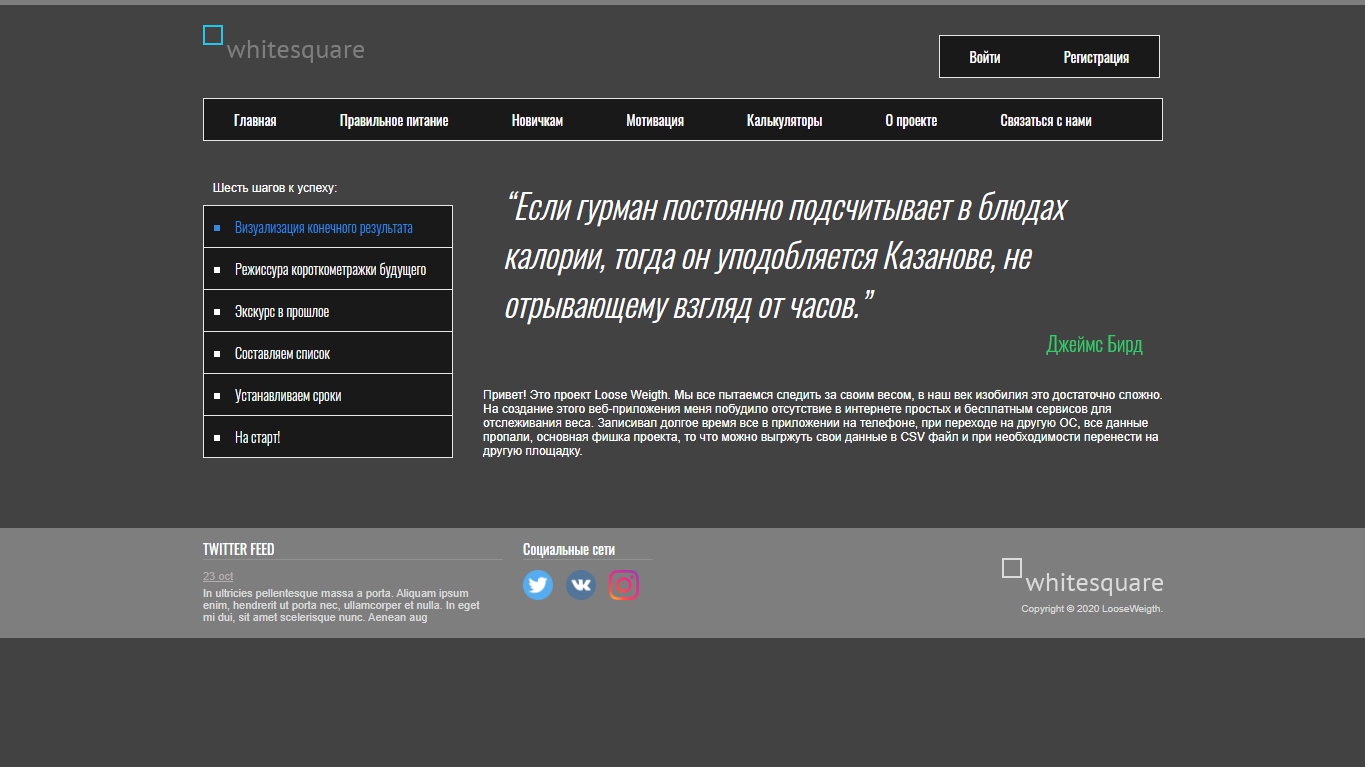 whitesquare
Войти Регистрация
Главная Правильное питание Новичкам Мотивация Калькуляторы О проекте Связаться с нами
Шесть шагов к успеху:
Визуализация конечного результата
Режиссура короткометражки будущего
Экскурс в прошлое
Составляем список
Устанавливаем сроки
На старт!
“Если гурман постоянно подсчитывает в блюдах
калории, тогда он уподобляется Казанове, не
отрывающему взгляд от часов.”
Джеймс Бирд
Привет! Это проект Loose Weigth. Мы все пытаемся следить за своим весом, в наш век изобилия это достаточно сложно.
На создание этого веб-приложения меня побудило отсутствие в интернете простых и бесплатным сервисов для
отслеживания веса. Записивал долгое время все в приложении на телефоне, при переходе на другую ОС, все данные
пропали, основная фишка проекта, то что можно выгржуть свои данные в CSV файл и при необходимости перенести на
другую площадку.
TWITTER FEED
23 oct
In ultricies pellentesque massa a porta. Aliquam ipsum
enim, hendrerit ut porta nec, ullamcorper et nulla. In eget
mi dui, sit amet scelerisque nunc. Aenean aug
Социальные сети
whitesquare
Copyright © 2020 LooseWeigth.